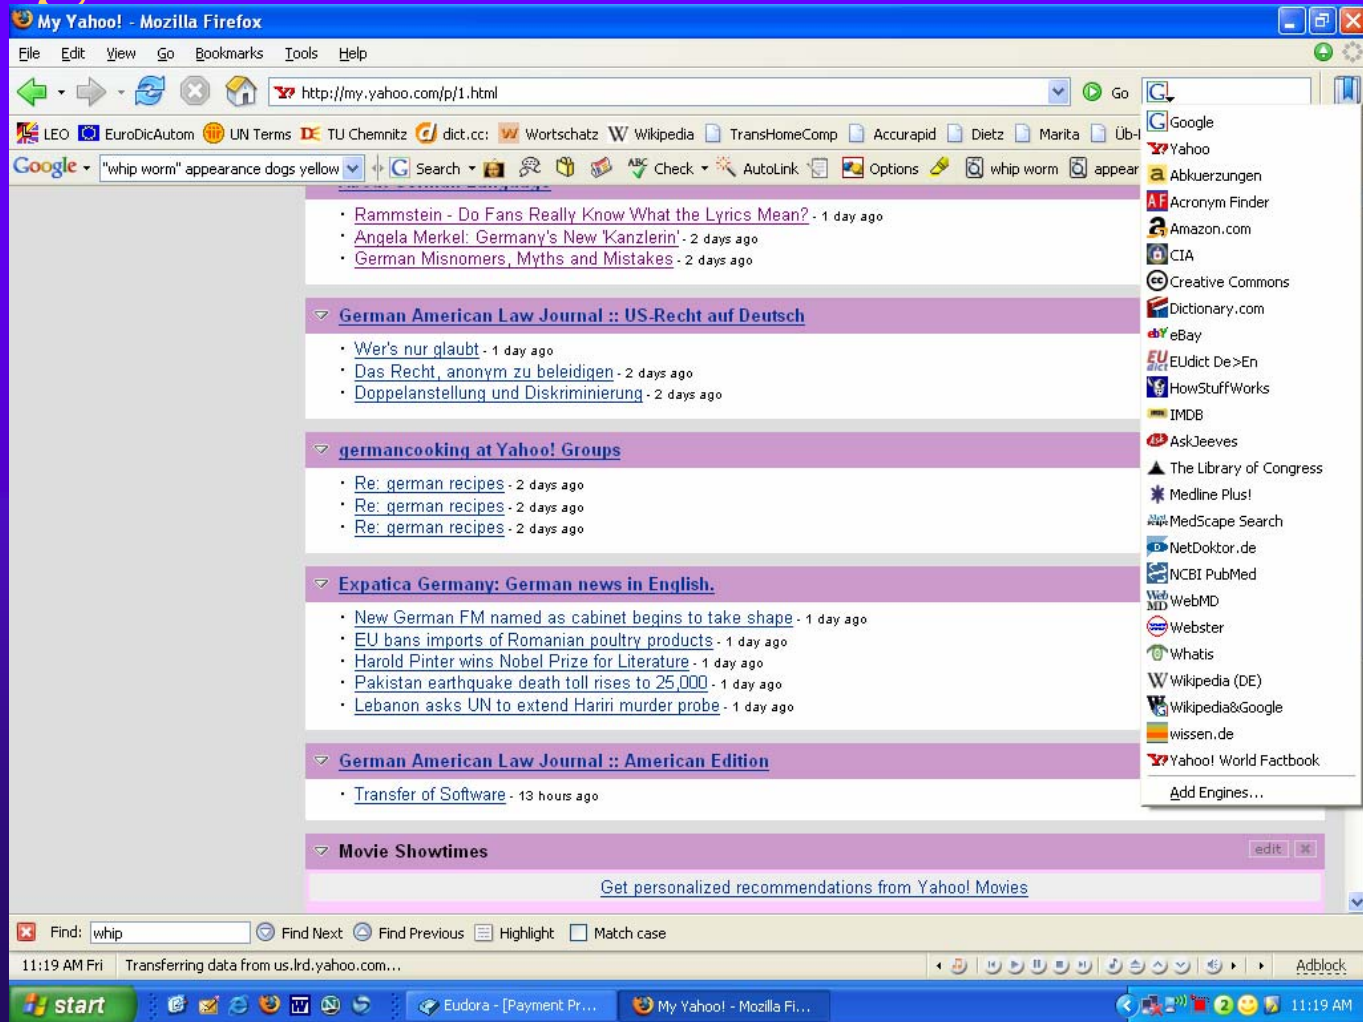 My Yahoo! - Mozilla Firefox
File Edit View Go Bookmarks Tools Help
http://my.yahoo.com/p/1.html Go
LEO EuroDicAutom UN Terms TU Chemnitz dict.cc: Wortschatz Wikipedia TransHomeComp Accurapid Dietz Marita Üb-
Google "whip worm" appearance dogs yellow Search ABC Check AutoLink Options whip worm appear
Rammstein - Do Fans Really Know What the Lyrics Mean? - 1 day ago
Angela Merkel: Germany's New 'Kanzlerin' - 2 days ago
German Misnomers, Myths and Mistakes - 2 days ago
German American Law Journal :: US-Recht auf Deutsch
Wer's nur glaubt - 1 day ago
Das Recht, anonym zu beleidigen - 2 days ago
Doppelanstellung und Diskriminierung - 2 days ago
germancooking at Yahoo! Groups
Re: german recipes - 2 days ago
Re: german recipes - 2 days ago
Re: german recipes - 2 days ago
Expatica Germany: German news in English.
New German FM named as cabinet begins to take shape - 1 day ago
EU bans imports of Romanian poultry products - 1 day ago
Harold Pinter wins Nobel Prize for Literature - 1 day ago
Pakistan earthquake death toll rises to 25,000 - 1 day ago
Lebanon asks UN to extend Hariri murder probe - 1 day ago
German American Law Journal :: American Edition
Transfer of Software - 13 hours ago
Movie Showtimes edit
Get personalized recommendations from Yahoo! Movies
Google
Yahoo
Abkuerzungen
Acronym Finder
Amazon.com
CIA
Creative Commons
Dictionary.com
eBay
EUdict De>En
HowStuffWorks
IMDB
AskJeeves
The Library of Congress
Medline Plus!
MedScape Search
NetDoktor.de
NCBI PubMed
WebMD
Webster
Whatis
Wikipedia (DE)
Wikipedia&Google
wissen.de
Yahoo! World Factbook
Add Engines...
Find: whip Find Next Find Previous Highlight Match case
11:19 AM Fri Transferring data from us.lrd.yahoo.com... Adblock
start Eudora - [Payment Pr... My Yahoo! - Mozilla Fi... 2 11:19 AM